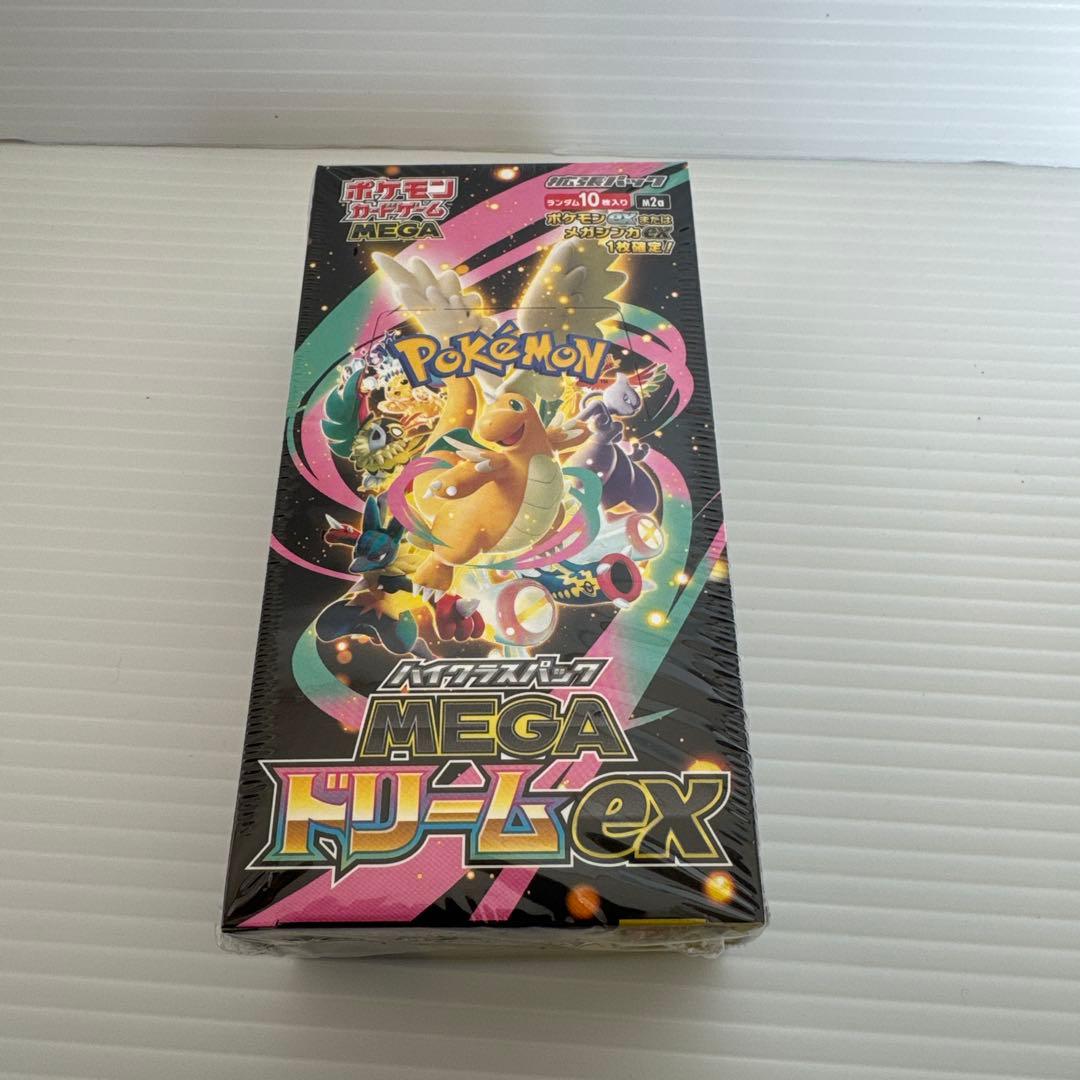 ポケモン
カードゲーム
MEGA
拡張パック
ランダム10枚入り M2a
ポケモンexまたは
メガシンカex
1枚確定!
POKéMON
ハイクラスパック
MEGA
ドリームex